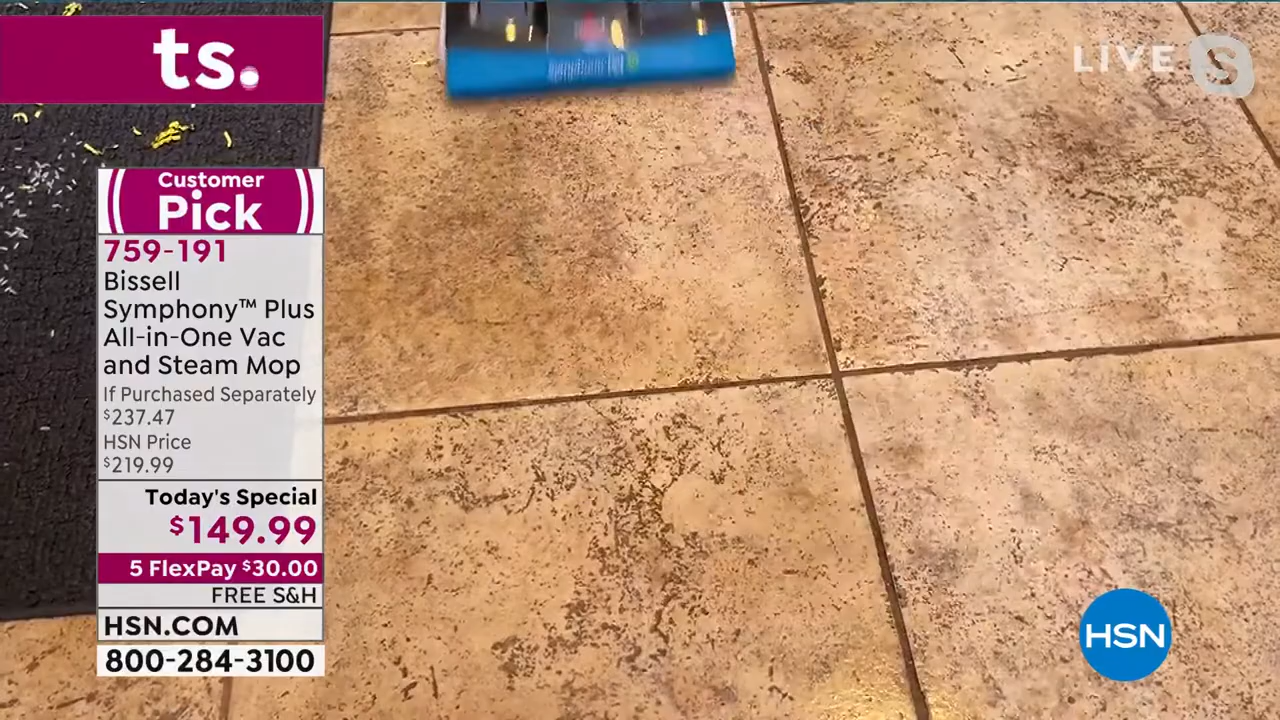 ts.
LIVE S
Customer
Pick
759-191
Bissell
Symphony™ Plus
All-in-One Vac
and Steam Mop
If Purchased Separately
$237.47
HSN Price
$219.99
Today's Special
$149.99
5 FlexPay $30.00
FREE S&H
HSN.COM
800-284-3100
HSN